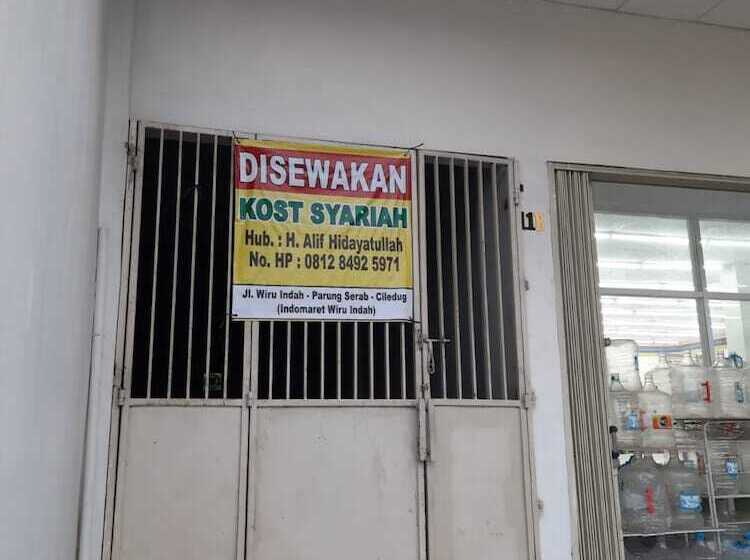 DISEWAKAN
KOST SYARIAH
Hub. : H. Alif Hidayatullah
No. HP : 0812 8492 5971
Jl. Wiru Indah - Parung Serab - Ciledug
(Indomaret Wiru Indah)